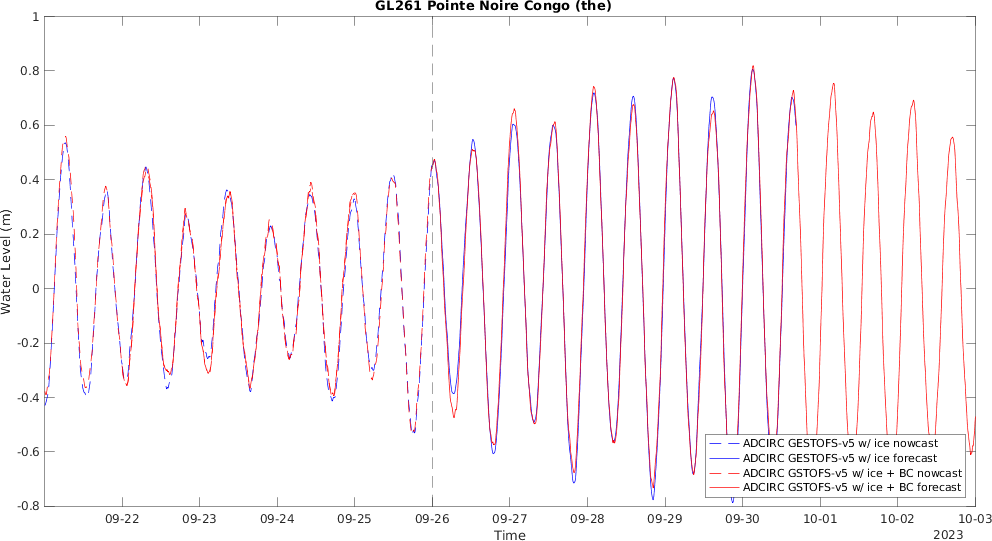 GL261 Pointe Noire Congo (the)
1
0.8
0.6
0.4
0.2
0
-0.2
-0.4
-0.6
-0.8
Water Level (m)
ADCIRC GESTOFS-v5 w/ ice nowcast
ADCIRC GESTOFS-v5 w/ ice forecast
ADCIRC GSTOFS-v5 w/ ice + BC nowcast
ADCIRC GSTOFS-v5 w/ ice + BC forecast
09-22 09-23 09-24 09-25 09-26 09-27 09-28 09-29 09-30 10-01 10-02 10-03
Time
2023